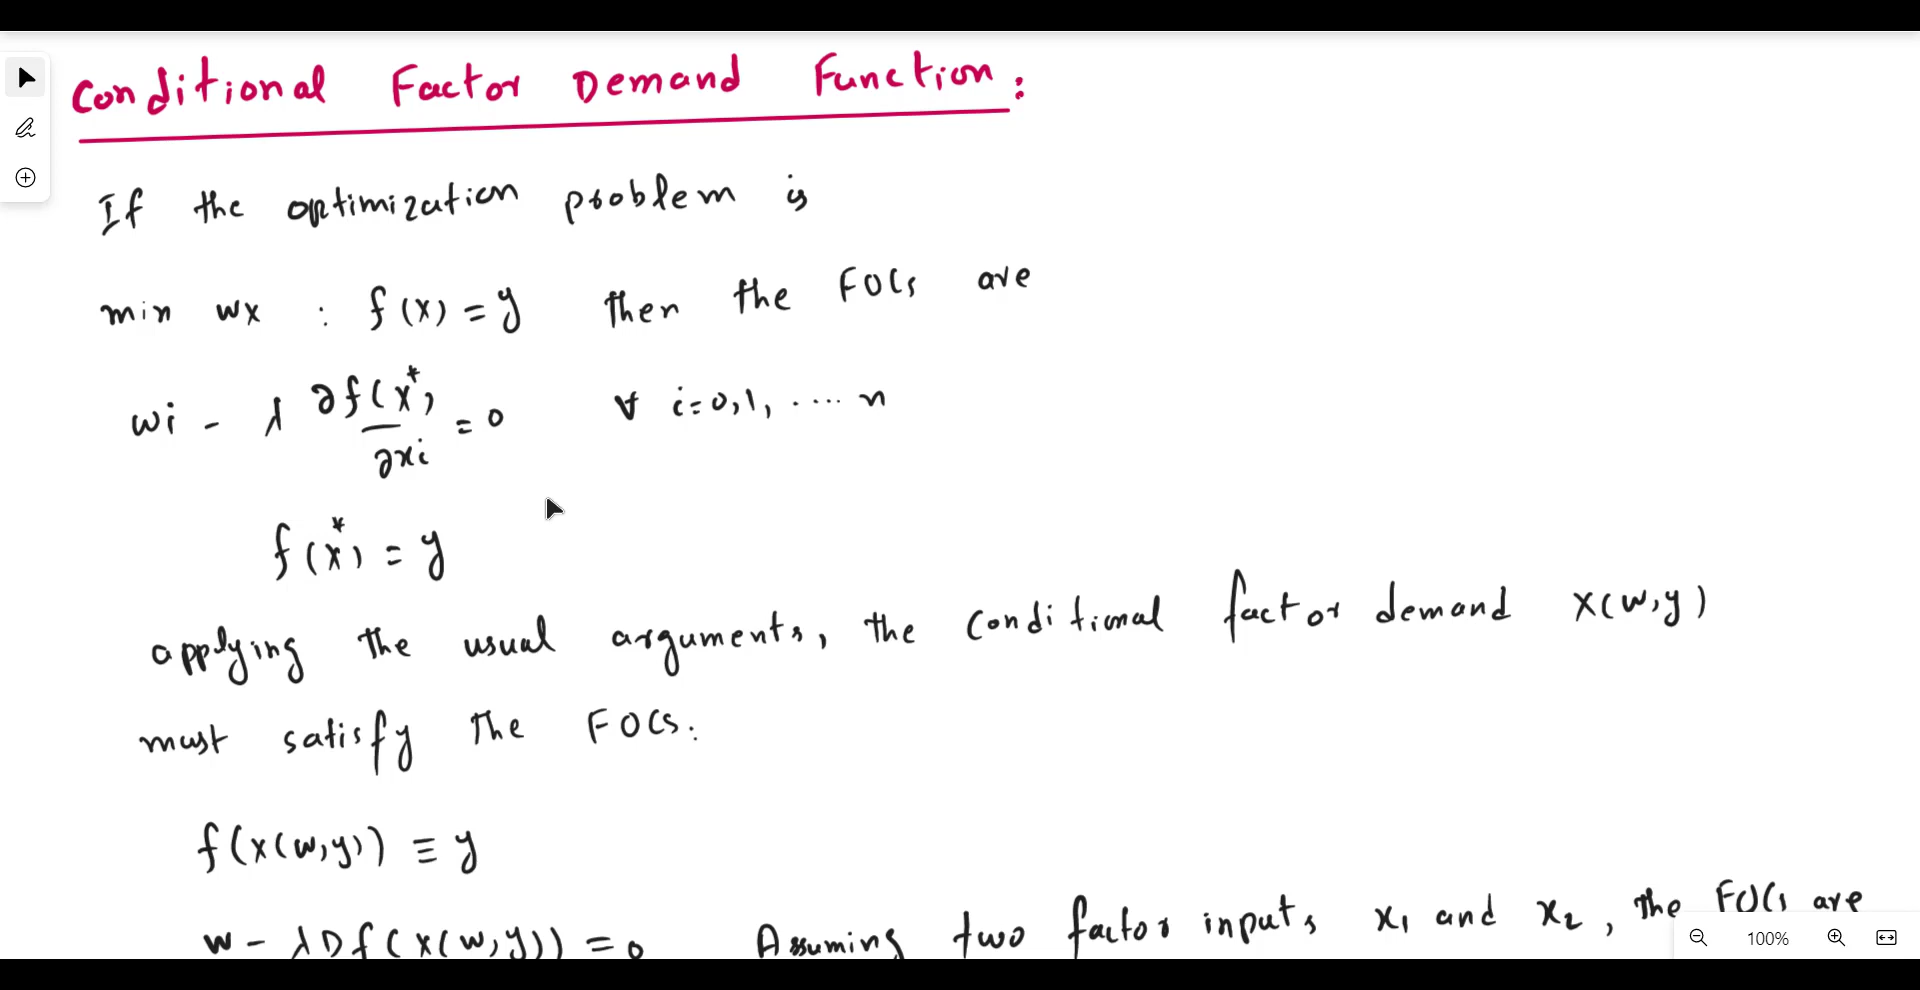 Conditional Factor Demand Function:
If the optimization problem is
min wx : f(x) = y then the FOCs are
wi - λ ∂f(x*)/∂xi = 0 ∀ i=0,1, ..... n
f(x*) = y
applying the usual arguments, the conditional factor demand x(w,y)
must satisfy the FOCs.
f(x(w,y)) ≡ y
w - λDf(x(w,y)) = 0 Assuming two factor inputs x₁ and x₂, the FOCs are
100%